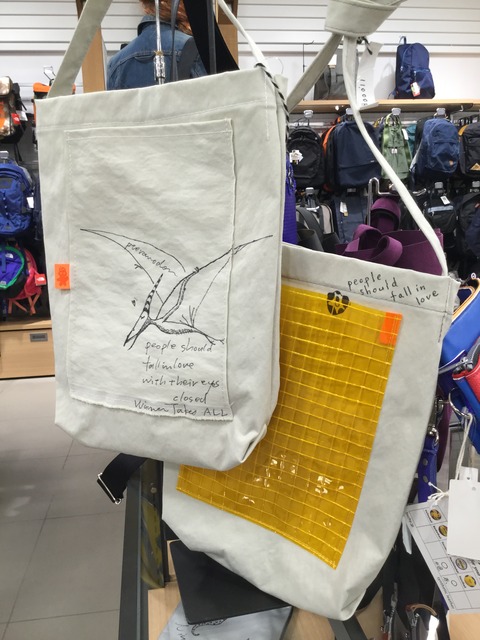 pteranodon
people should
fall in love
with their eyes
closed
Women Takes ALL
people
should
fall in
love